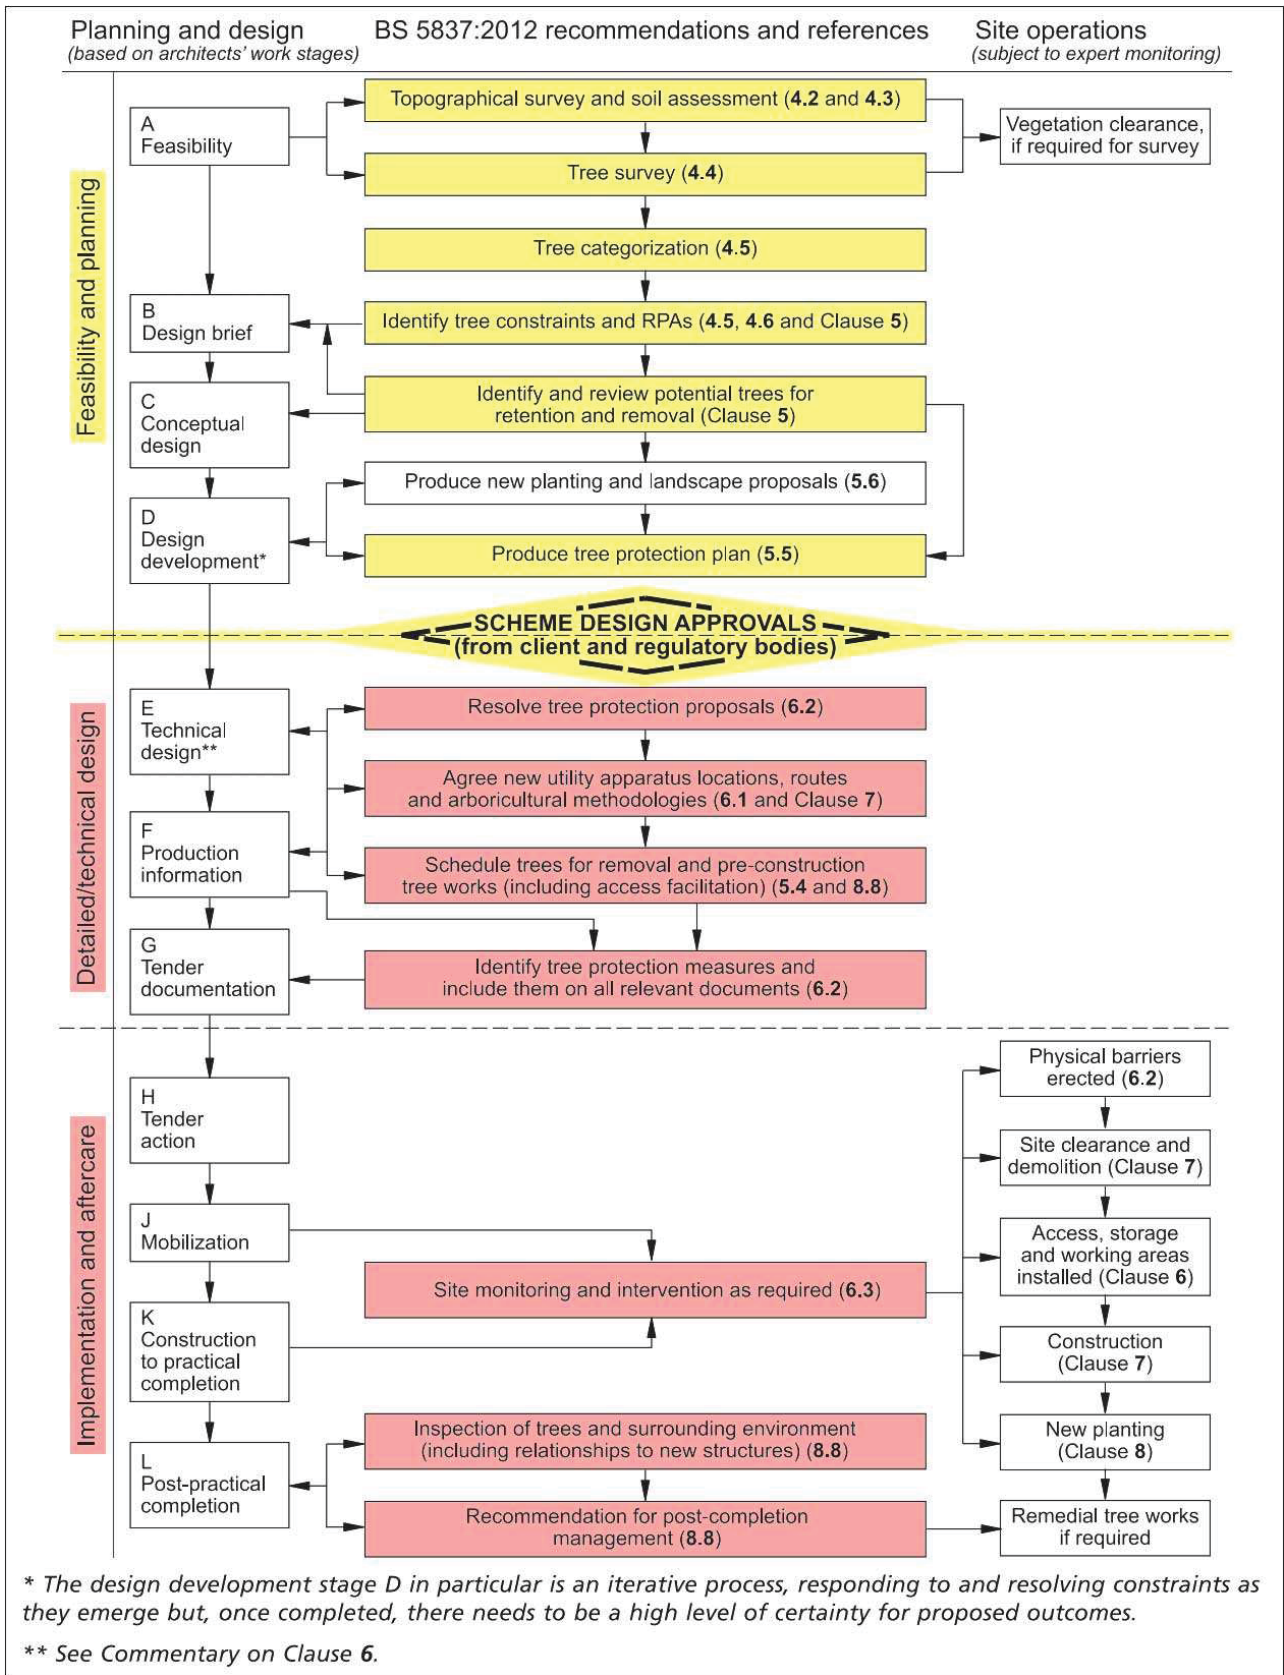 Planning and design
(based on architects' work stages)
BS 5837:2012 recommendations and references
Site operations
(subject to expert monitoring)
Feasibility and planning
A
Feasibility
Topographical survey and soil assessment (4.2 and 4.3)
Vegetation clearance,
if required for survey
Tree survey (4.4)
Tree categorization (4.5)
B
Design brief
Identify tree constraints and RPAs (4.5, 4.6 and Clause 5)
C
Conceptual
design
Identify and review potential trees for
retention and removal (Clause 5)
Produce new planting and landscape proposals (5.6)
D
Design
development*
Produce tree protection plan (5.5)
SCHEME DESIGN APPROVALS
(from client and regulatory bodies)
Detailed/technical design
E
Technical
design**
Resolve tree protection proposals (6.2)
Agree new utility apparatus locations, routes
and arboricultural methodologies (6.1 and Clause 7)
F
Production
information
Schedule trees for removal and pre-construction
tree works (including access facilitation) (5.4 and 8.8)
G
Tender
documentation
Identify tree protection measures and
include them on all relevant documents (6.2)
Implementation and aftercare
H
Tender
action
Physical barriers
erected (6.2)
Site clearance and
demolition (Clause 7)
J
Mobilization
Access, storage
and working areas
installed (Clause 6)
Site monitoring and intervention as required (6.3)
K
Construction
to practical
completion
Construction
(Clause 7)
L
Post-practical
completion
Inspection of trees and surrounding environment
(including relationships to new structures) (8.8)
New planting
(Clause 8)
Recommendation for post-completion
management (8.8)
Remedial tree works
if required
* The design development stage D in particular is an iterative process, responding to and resolving constraints as
they emerge but, once completed, there needs to be a high level of certainty for proposed outcomes.
** See Commentary on Clause 6.